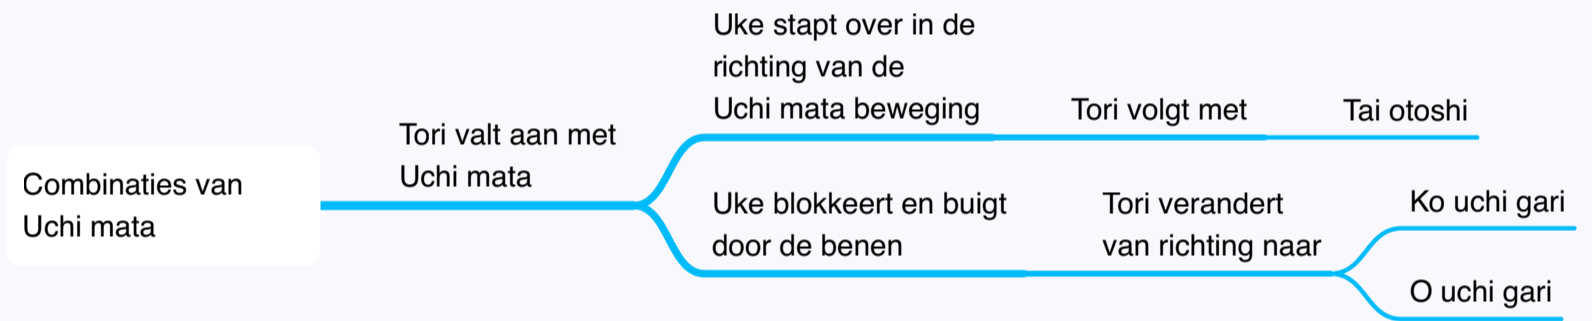 Combinaties van
Uchi mata
Tori valt aan met
Uchi mata
Uke stapt over in de
richting van de
Uchi mata beweging
Tori volgt met
Tai otoshi
Uke blokkeert en buigt
door de benen
Tori verandert
van richting naar
Ko uchi gari
O uchi gari